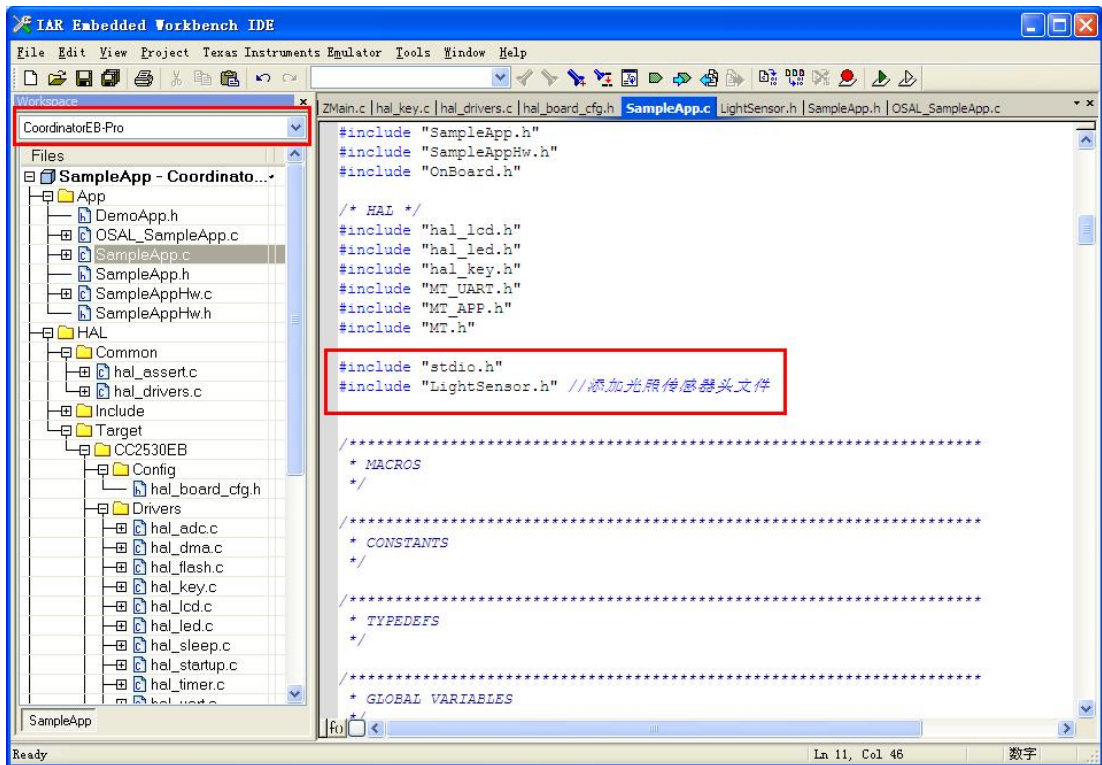 IAR Embedded Workbench IDE
File Edit View Project Texas Instruments Emulator Tools Window Help
Workspace
CoordinatorEB-Pro
Files
SampleApp - Coordinato...
App
DemoApp.h
OSAL_SampleApp.c
SampleApp.c
SampleApp.h
SampleAppHw.c
SampleAppHw.h
HAL
Common
hal_assert.c
hal_drivers.c
Include
Target
CC2530EB
Config
hal_board_cfg.h
Drivers
hal_adc.c
hal_dma.c
hal_flash.c
hal_key.c
hal_lcd.c
hal_led.c
hal_sleep.c
hal_startup.c
hal_timer.c
SampleApp
ZMain.c | hal_key.c | hal_drivers.c | hal_board_cfg.h SampleApp.c LightSensor.h | SampleApp.h | OSAL_SampleApp.c
#include "SampleApp.h"
#include "SampleAppHw.h"
#include "OnBoard.h"
/* HAL */
#include "hal_lcd.h"
#include "hal_led.h"
#include "hal_key.h"
#include "MT_UART.h"
#include "MT_APP.h"
#include "MT.h"
#include "stdio.h"
#include "LightSensor.h" //添加光照传感器头文件
/*********************************************************************
* MACROS
*/
/*********************************************************************
* CONSTANTS
*/
/*********************************************************************
* TYPEDEFS
*/
/*********************************************************************
* GLOBAL VARIABLES
*/
Ready
Ln 11, Col 46
数字